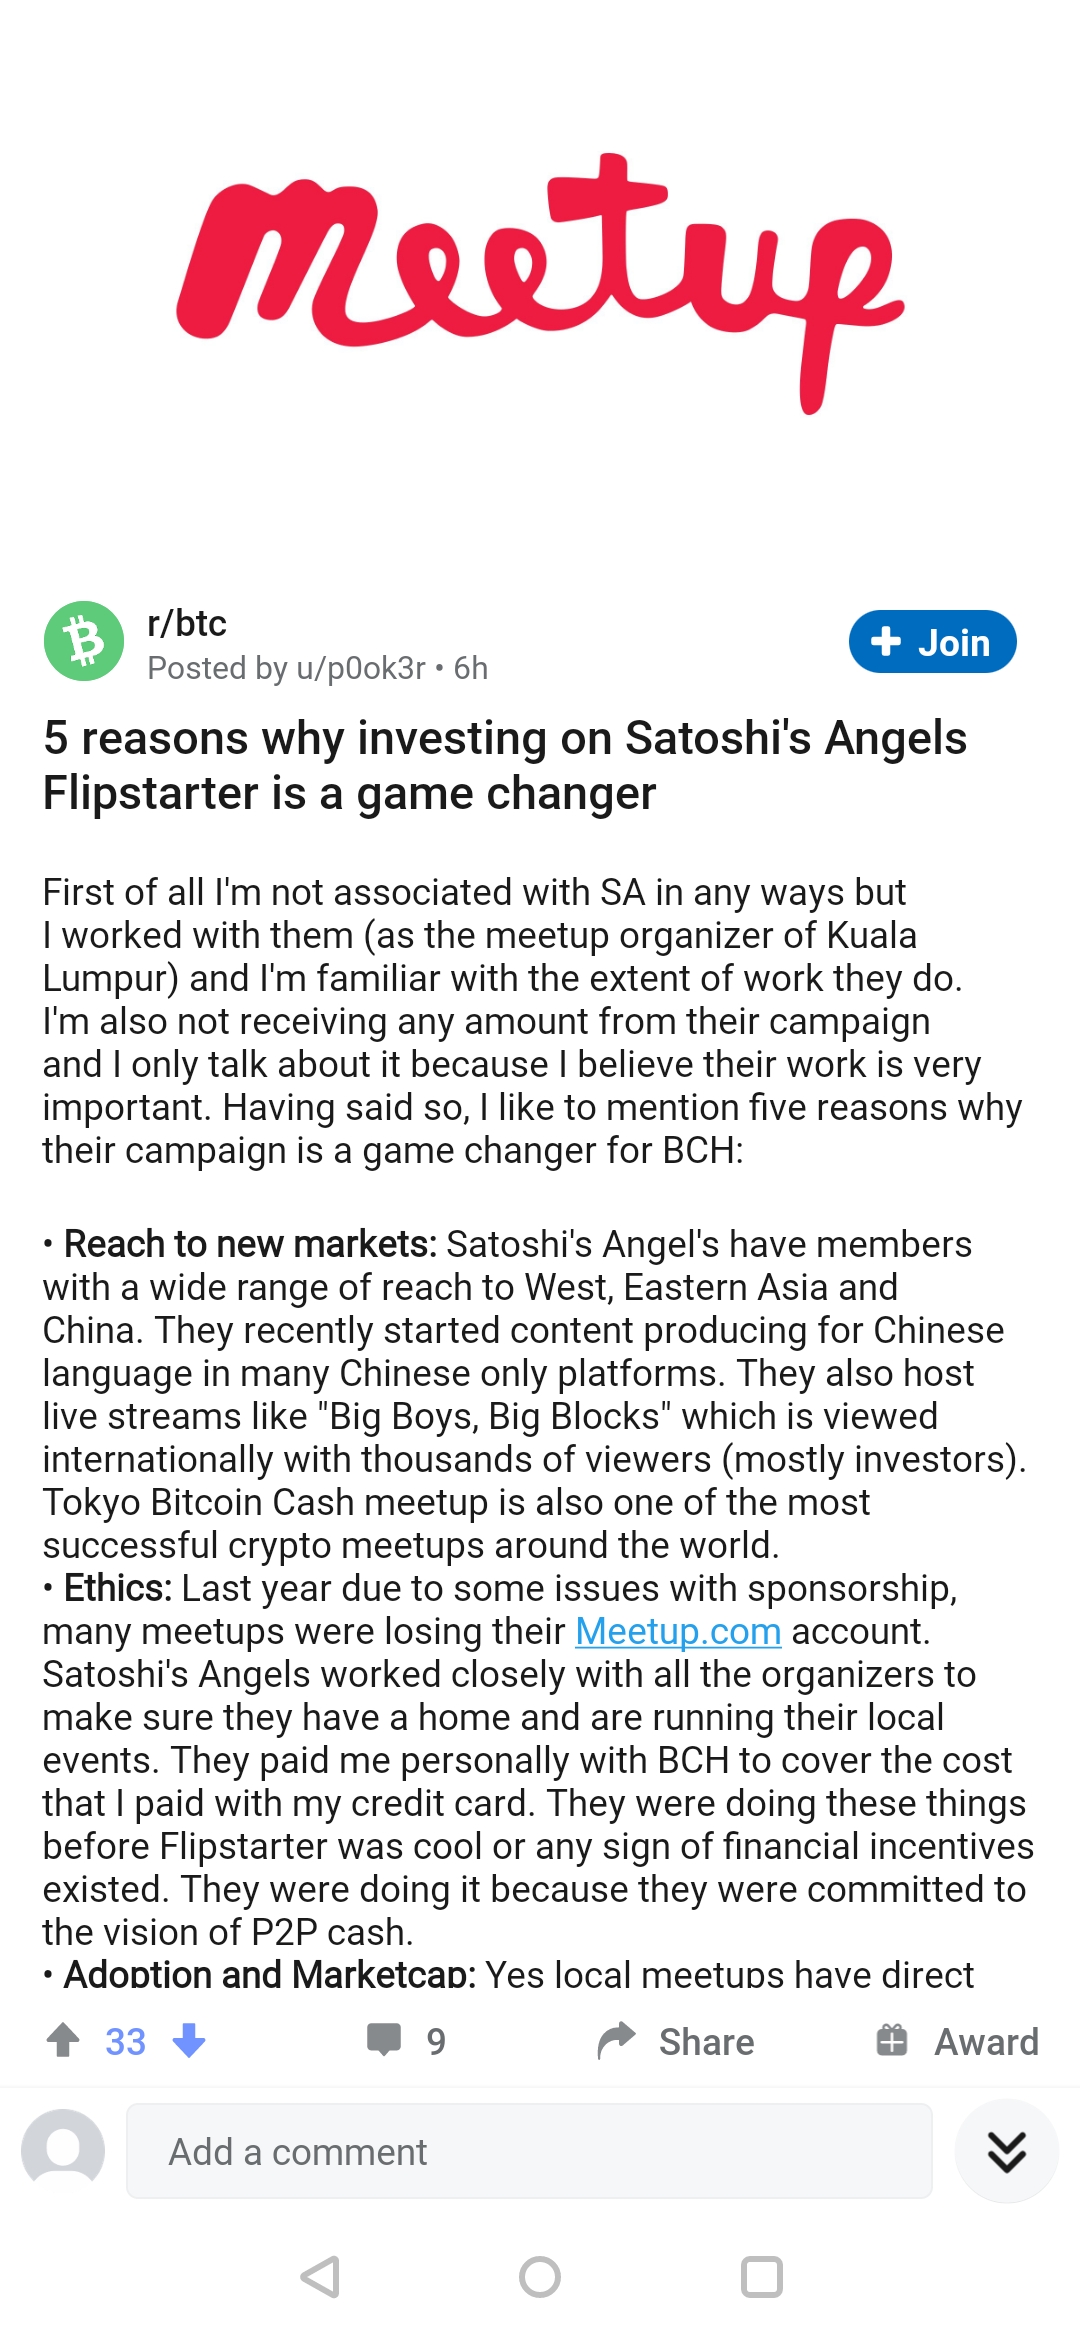 meetup
r/btc
Posted by u/p0ok3r • 6h
Join
5 reasons why investing on Satoshi's Angels
Flipstarter is a game changer
First of all I'm not associated with SA in any ways but
I worked with them (as the meetup organizer of Kuala
Lumpur) and I'm familiar with the extent of work they do.
I'm also not receiving any amount from their campaign
and I only talk about it because I believe their work is very
important. Having said so, I like to mention five reasons why
their campaign is a game changer for BCH:
• Reach to new markets: Satoshi's Angel's have members
with a wide range of reach to West, Eastern Asia and
China. They recently started content producing for Chinese
language in many Chinese only platforms. They also host
live streams like "Big Boys, Big Blocks" which is viewed
internationally with thousands of viewers (mostly investors).
Tokyo Bitcoin Cash meetup is also one of the most
successful crypto meetups around the world.
• Ethics: Last year due to some issues with sponsorship,
many meetups were losing their Meetup.com account.
Satoshi's Angels worked closely with all the organizers to
make sure they have a home and are running their local
events. They paid me personally with BCH to cover the cost
that I paid with my credit card. They were doing these things
before Flipstarter was cool or any sign of financial incentives
existed. They were doing it because they were committed to
the vision of P2P cash.
• Adoption and Marketcap: Yes local meetups have direct
33
9
Share
Award
Add a comment